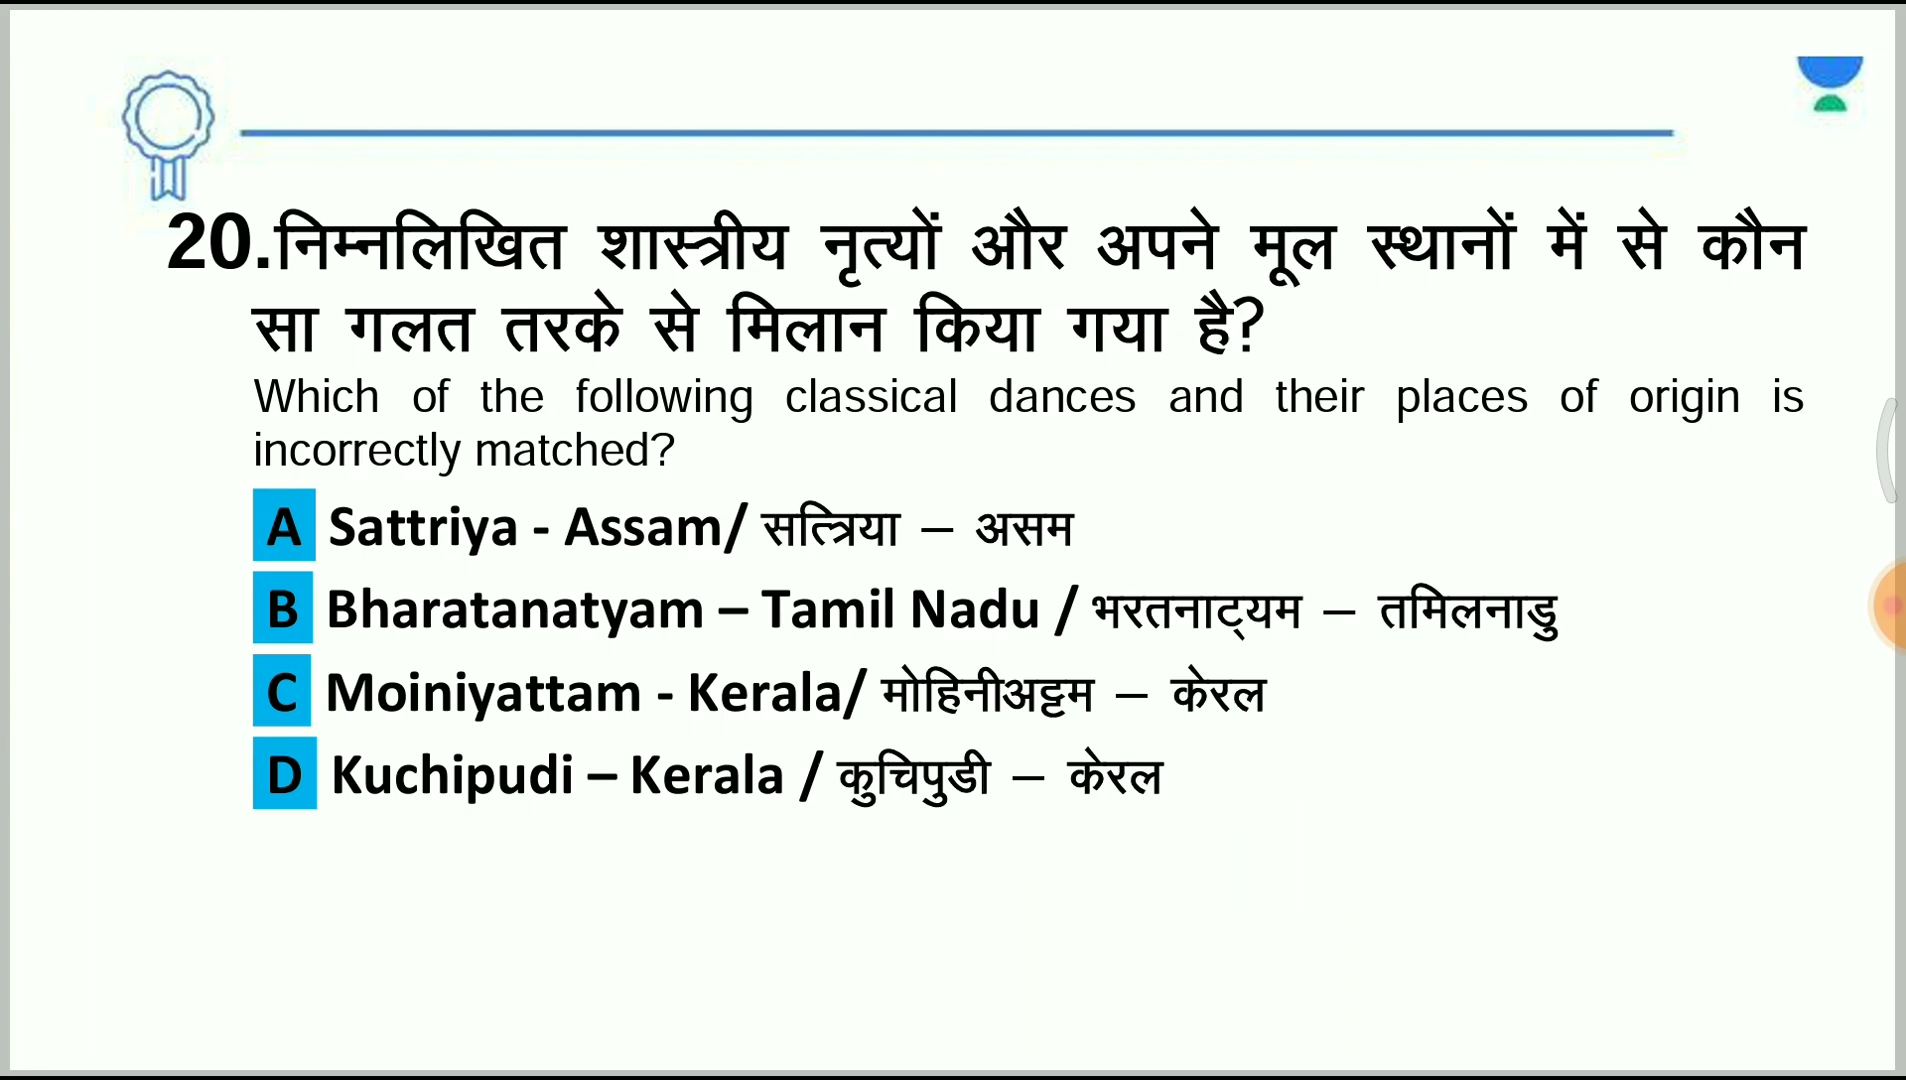 20.निम्नलिखित शास्त्रीय नृत्यों और अपने मूल स्थानों में से कौन
सा गलत तरके से मिलान किया गया है?
Which of the following classical dances and their places of origin is
incorrectly matched?
A Sattriya - Assam/ सत्त्रिया – असम
B Bharatanatyam – Tamil Nadu / भरतनाट्यम – तमिलनाडु
C Moiniyattam - Kerala/ मोहिनीअट्टम – केरल
D Kuchipudi – Kerala / कुचिपुडी – केरल